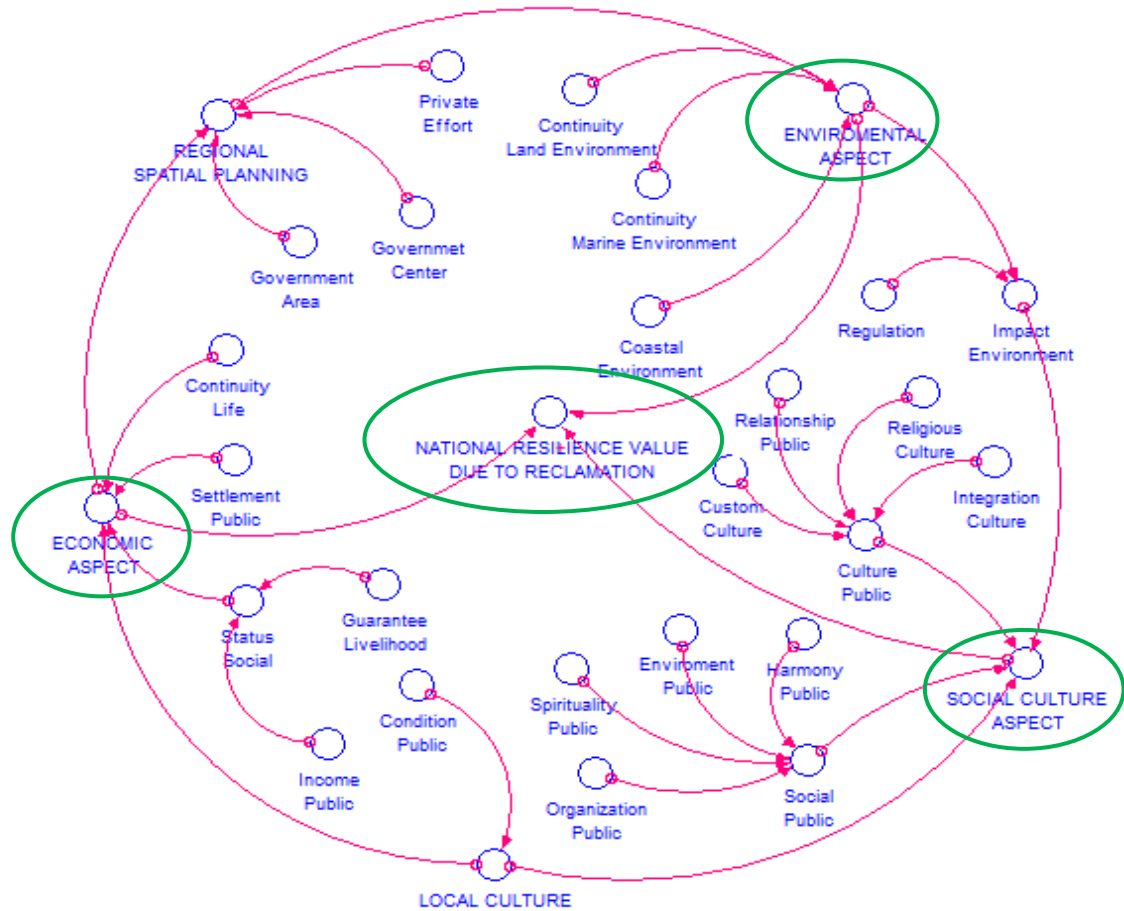 Private
Effort
Continuity
Land Environment
ENVIROMENTAL
ASPECT
REGIONAL
SPATIAL PLANNING
Continuity
Marine Environment
Governmet
Center
Government
Area
Regulation
Impact
Environment
Coastal
Environment
Continuity
Life
Relationship
Public
Religious
Culture
NATIONAL RESILIENCE VALUE
DUE TO RECLAMATION
Settlement
Public
Custom
Culture
Integration
Culture
ECONOMIC
ASPECT
Culture
Public
Status
Social
Guarantee
Livelihood
Enviroment
Public
Harmony
Public
Spirituality
Public
Condition
Public
SOCIAL CULTURE
ASPECT
Income
Public
Organization
Public
Social
Public
LOCAL CULTURE